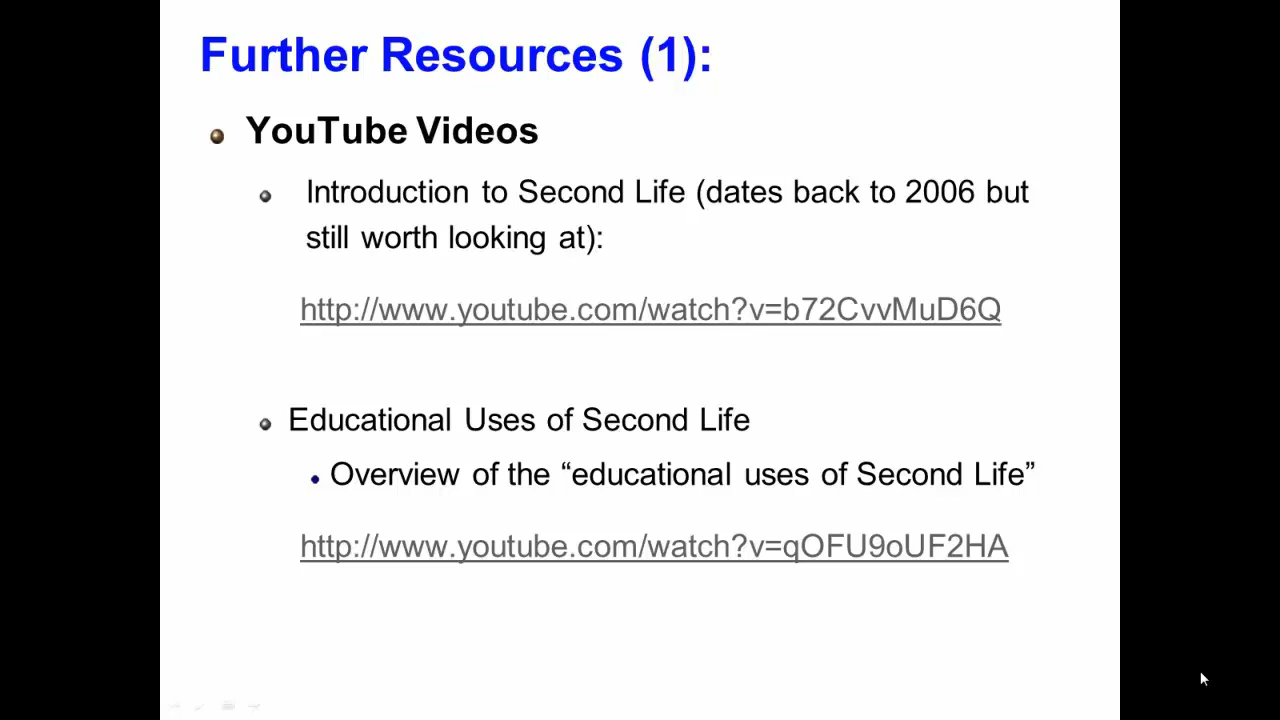 Further Resources (1):
YouTube Videos
Introduction to Second Life (dates back to 2006 but
still worth looking at):
http://www.youtube.com/watch?v=b72CvvMuD6Q
Educational Uses of Second Life
Overview of the “educational uses of Second Life”
http://www.youtube.com/watch?v=qOFU9oUF2HA